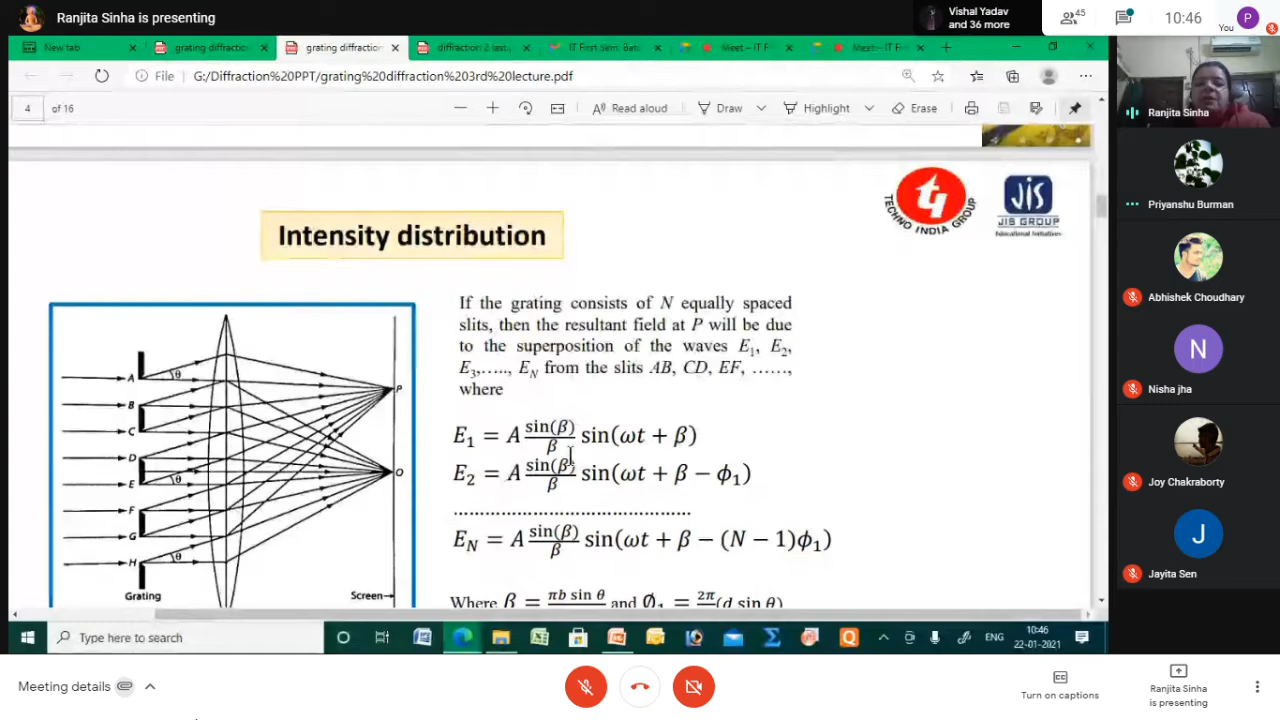 Ranjita Sinha is presenting
Vishal Yadav
and 36 more
45
10:46
You
P
New tab
grating diffractio
grating diffraction
diffraction 2 last
IT First Sem. Bat
Meet – IT F
Meet – IT F
File
G:/Diffraction%20PPT/grating%20diffraction%203rd%20lecture.pdf
4
of 16
Read aloud
Draw
Highlight
Erase
Intensity distribution
TECHNO INDIA GROUP
JIS
JIS GROUP
Educational Initiatives
If the grating consists of N equally spaced
slits, then the resultant field at P will be due
to the superposition of the waves E₁, E₂,
E₃,….., E_N from the slits AB, CD, EF, ……,
where
E₁ = A sin(β)/β sin(ωt + β)
E₂ = A sin(β)/β sin(ωt + β − ϕ₁)
............................................
E_N = A sin(β)/β sin(ωt + β − (N − 1)ϕ₁)
Where β = πb sin θ and Ø₁ = 2π (d sin θ)
A
B
C
D
E
F
G
H
θ
θ
θ
P
O
Grating
Screen
Ranjita Sinha
Priyanshu Burman
Abhishek Choudhary
N
Nisha jha
Joy Chakraborty
J
Jayita Sen
Type here to search
ENG
10:46
22-01-2021
Meeting details
Turn on captions
Ranjita Sinha
is presenting